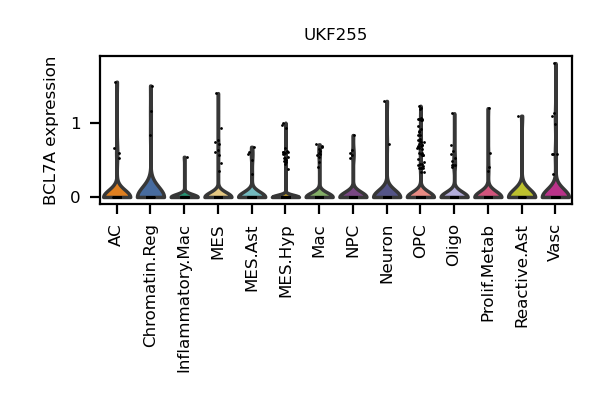 UKF255
BCL7A expression
1
0
AC
Chromatin.Reg
Inflammatory.Mac
MES
MES.Ast
MES.Hyp
Mac
NPC
Neuron
OPC
Oligo
Prolif.Metab
Reactive.Ast
Vasc